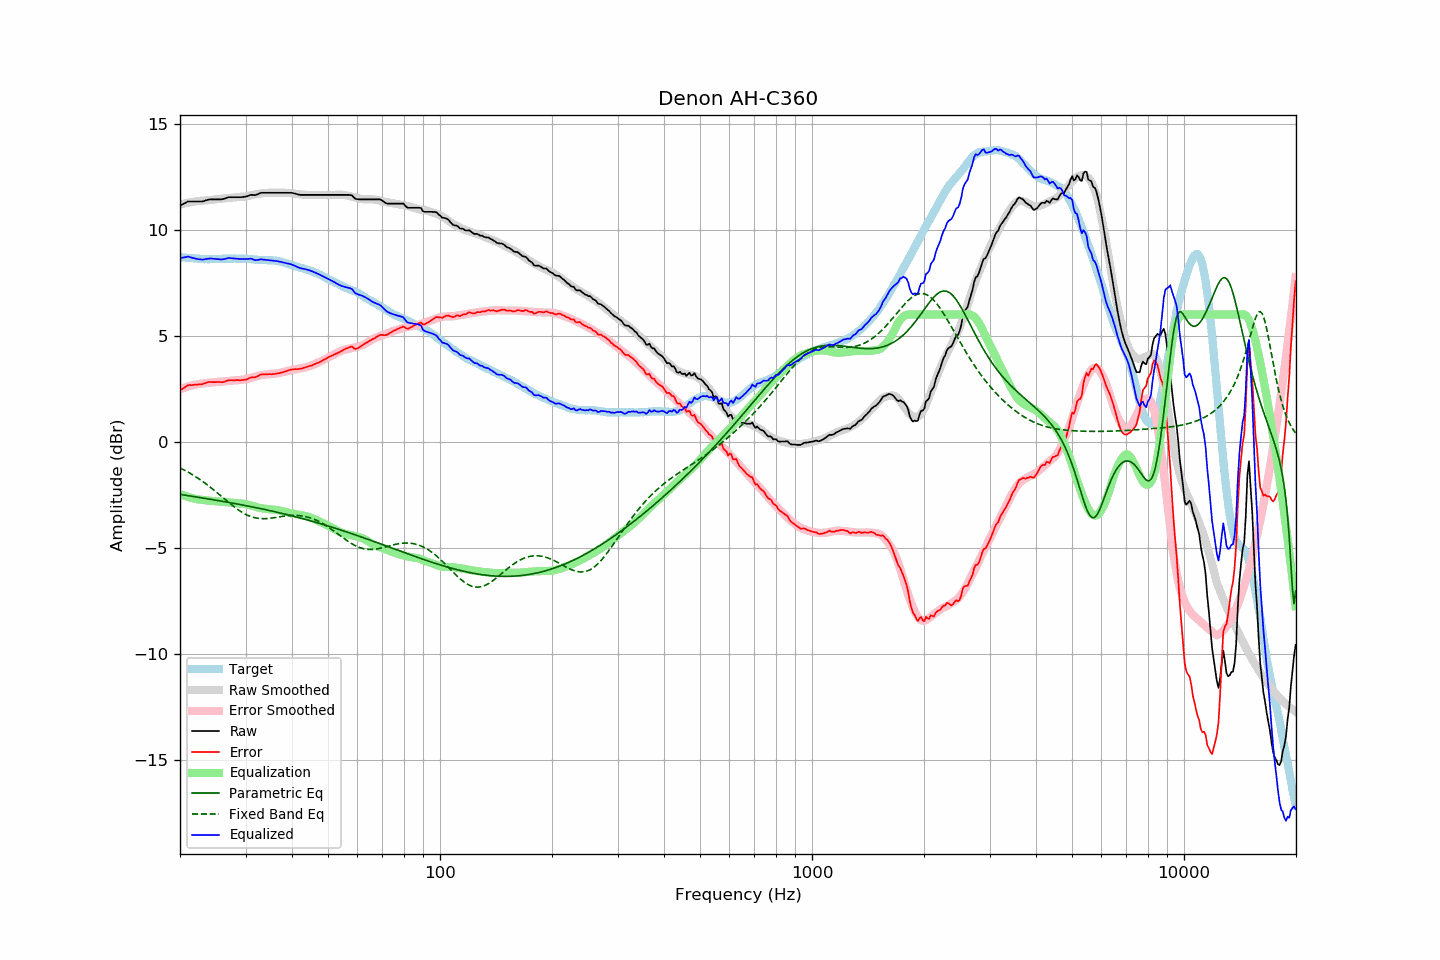 Denon AH-C360
15
10
5
0
−5
−10
−15
Amplitude (dBr)
100
1000
10000
Frequency (Hz)
Target
Raw Smoothed
Error Smoothed
Raw
Error
Equalization
Parametric Eq
Fixed Band Eq
Equalized